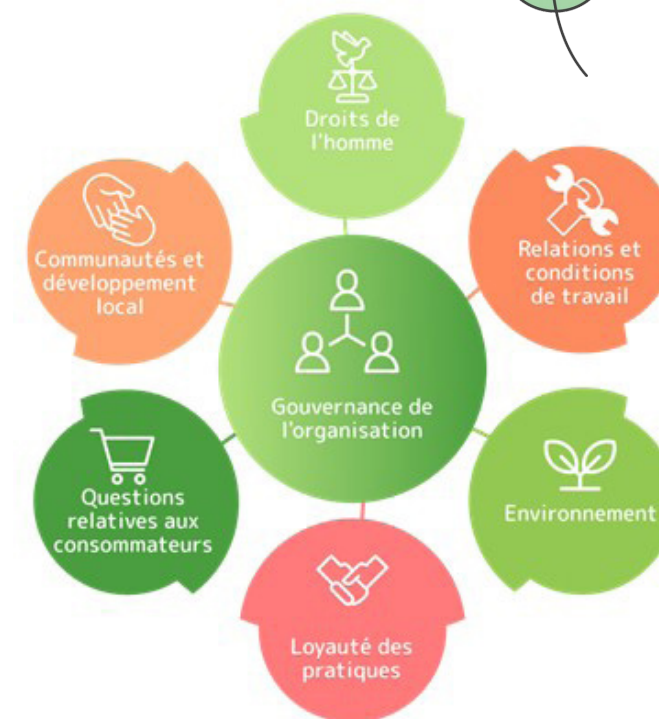 Droits de
l'homme
Communautés et
développement
local
Relations et
conditions
de travail
Gouvernance de
l'organisation
Questions
relatives aux
consommateurs
Environnement
Loyauté des
pratiques